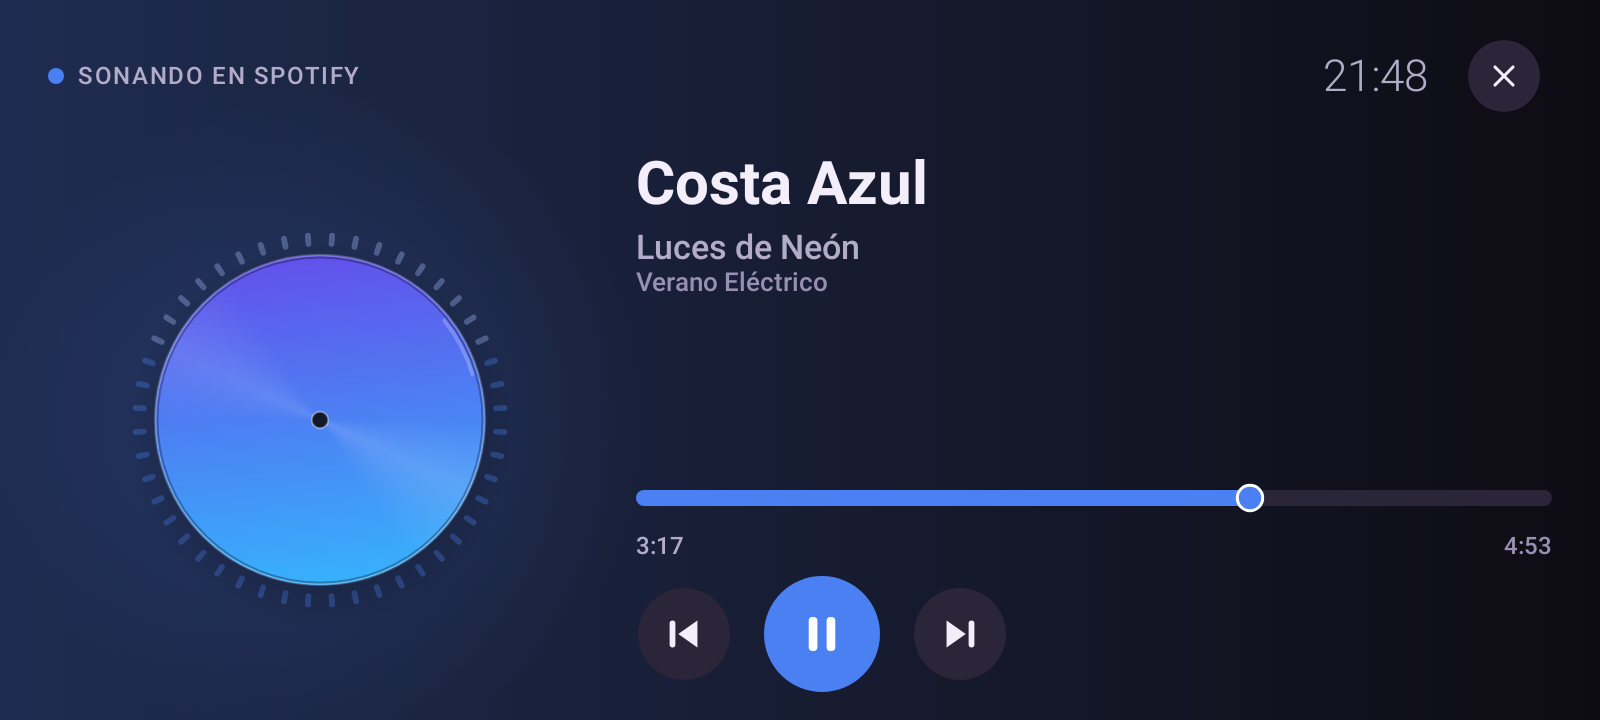 SONANDO EN SPOTIFY
21:48
Costa Azul
Luces de Neón
Verano Eléctrico
3:17
4:53